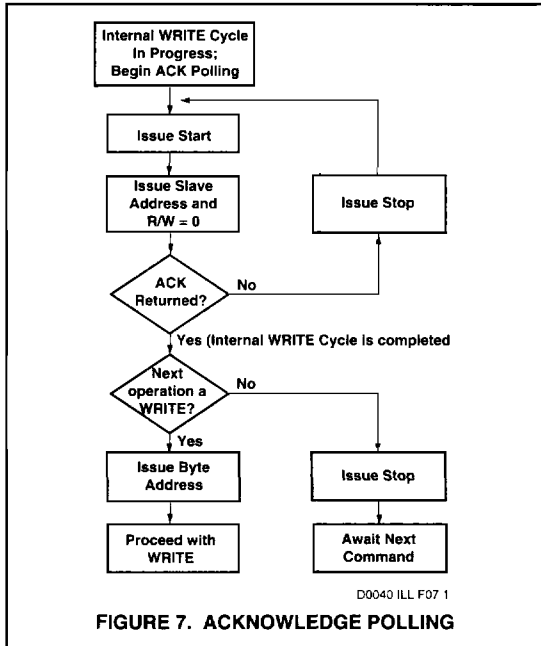 Internal WRITE Cycle
In Progress;
Begin ACK Polling
Issue Start
Issue Slave
Address and
R/W = 0
Issue Stop
ACK
Returned?
No
Yes (Internal WRITE Cycle is completed
Next
operation a
WRITE?
No
Yes
Issue Byte
Address
Issue Stop
Proceed with
WRITE
Await Next
Command
D0040 ILL F07 1
FIGURE 7. ACKNOWLEDGE POLLING